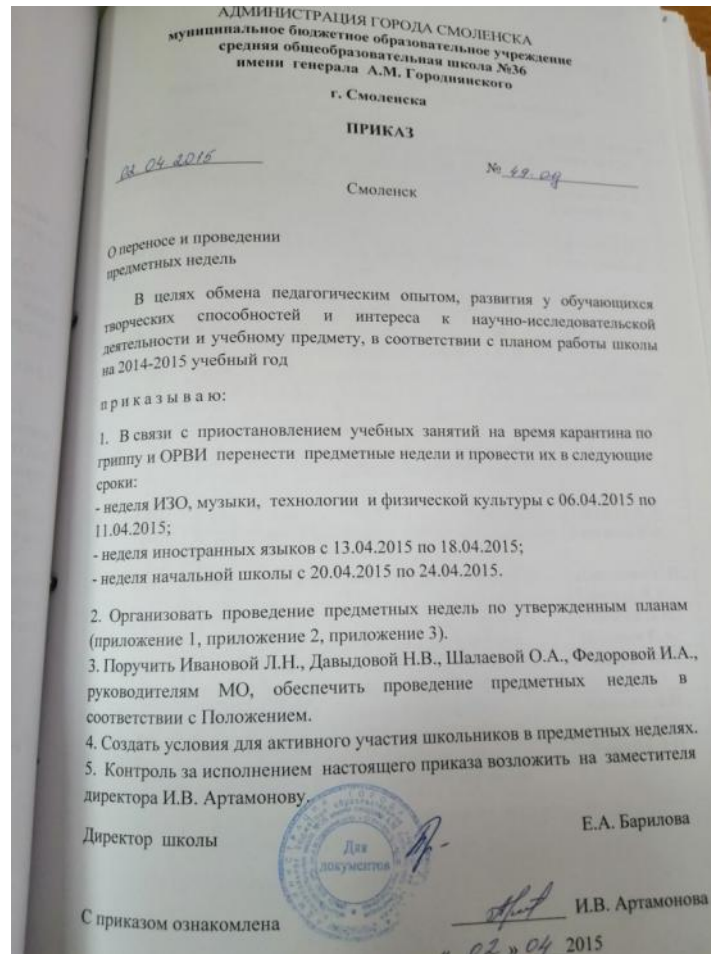 АДМИНИСТРАЦИЯ ГОРОДА СМОЛЕНСКА
муниципальное бюджетное образовательное учреждение
средняя общеобразовательная школа №36
имени генерала А.М. Городнянского
г. Смоленска
ПРИКАЗ
02.04.2015 № 49-од
Смоленск
О переносе и проведении
предметных недель
В целях обмена педагогическим опытом, развития у обучающихся
творческих способностей и интереса к научно-исследовательской
деятельности и учебному предмету, в соответствии с планом работы школы
на 2014-2015 учебный год
п р и к а з ы в а ю:
1. В связи с приостановлением учебных занятий на время карантина по
гриппу и ОРВИ перенести предметные недели и провести их в следующие
сроки:
- неделя ИЗО, музыки, технологии и физической культуры с 06.04.2015 по
11.04.2015;
- неделя иностранных языков с 13.04.2015 по 18.04.2015;
- неделя начальной школы с 20.04.2015 по 24.04.2015.
2. Организовать проведение предметных недель по утвержденным планам
(приложение 1, приложение 2, приложение 3).
3. Поручить Ивановой Л.Н., Давыдовой Н.В., Шалаевой О.А., Федоровой И.А.,
руководителям МО, обеспечить проведение предметных недель в
соответствии с Положением.
4. Создать условия для активного участия школьников в предметных неделях.
5. Контроль за исполнением настоящего приказа возложить на заместителя
директора И.В. Артамонову.
Директор школы Е.А. Барилова
Для
документов
С приказом ознакомлена И.В. Артамонова
« 02 » 04 2015